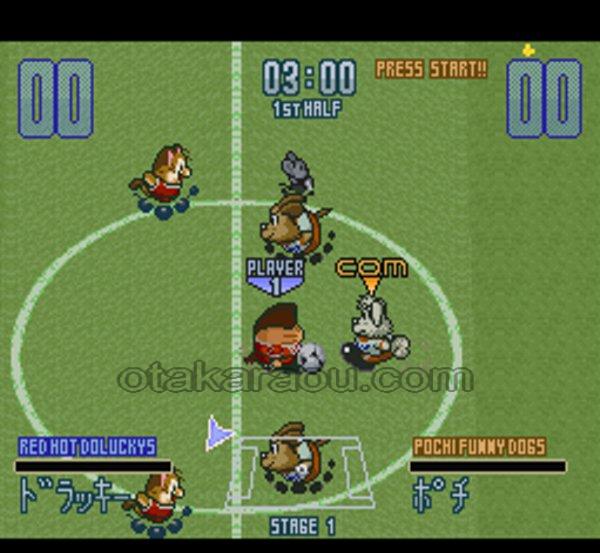 00
03:00
1ST HALF
PRESS START!!
00
PLAYER
1
COM
otakaraou.com
RED HOT DOLUCKYS
ドラッキー
POCHI FUNNY DOGS
ポチ
STAGE 1